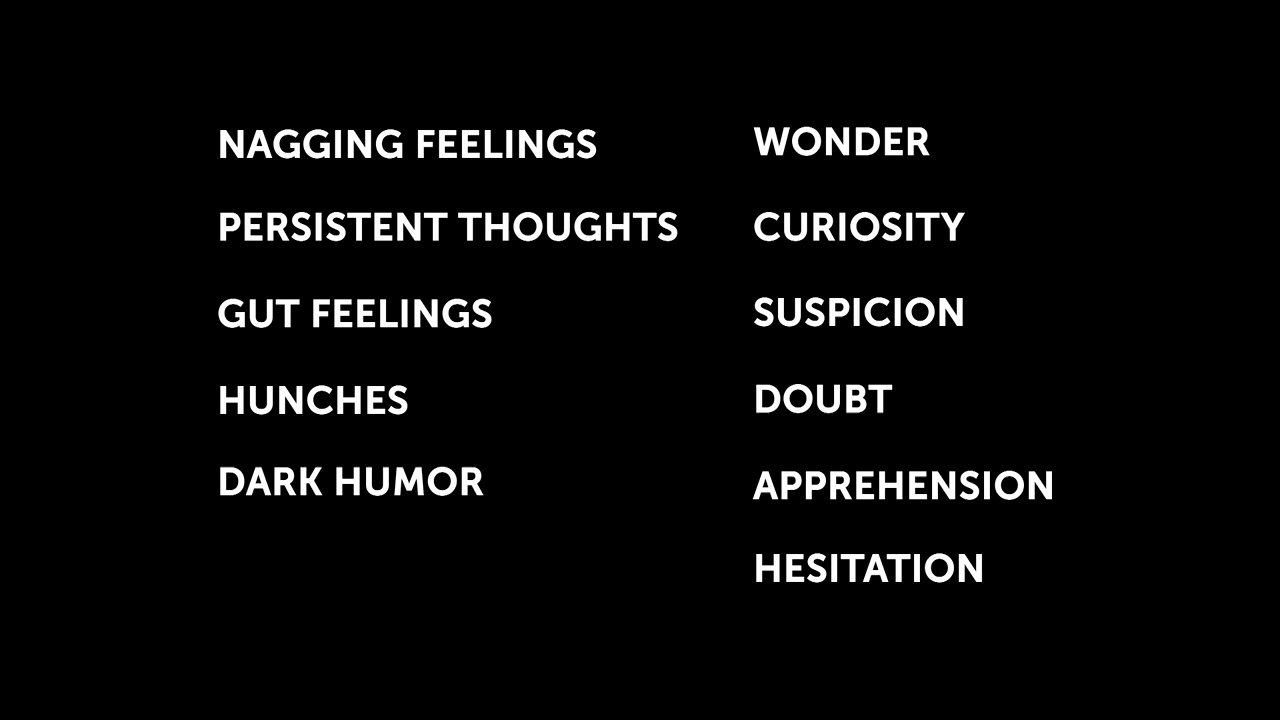 NAGGING FEELINGS
PERSISTENT THOUGHTS
GUT FEELINGS
HUNCHES
DARK HUMOR
WONDER
CURIOSITY
SUSPICION
DOUBT
APPREHENSION
HESITATION